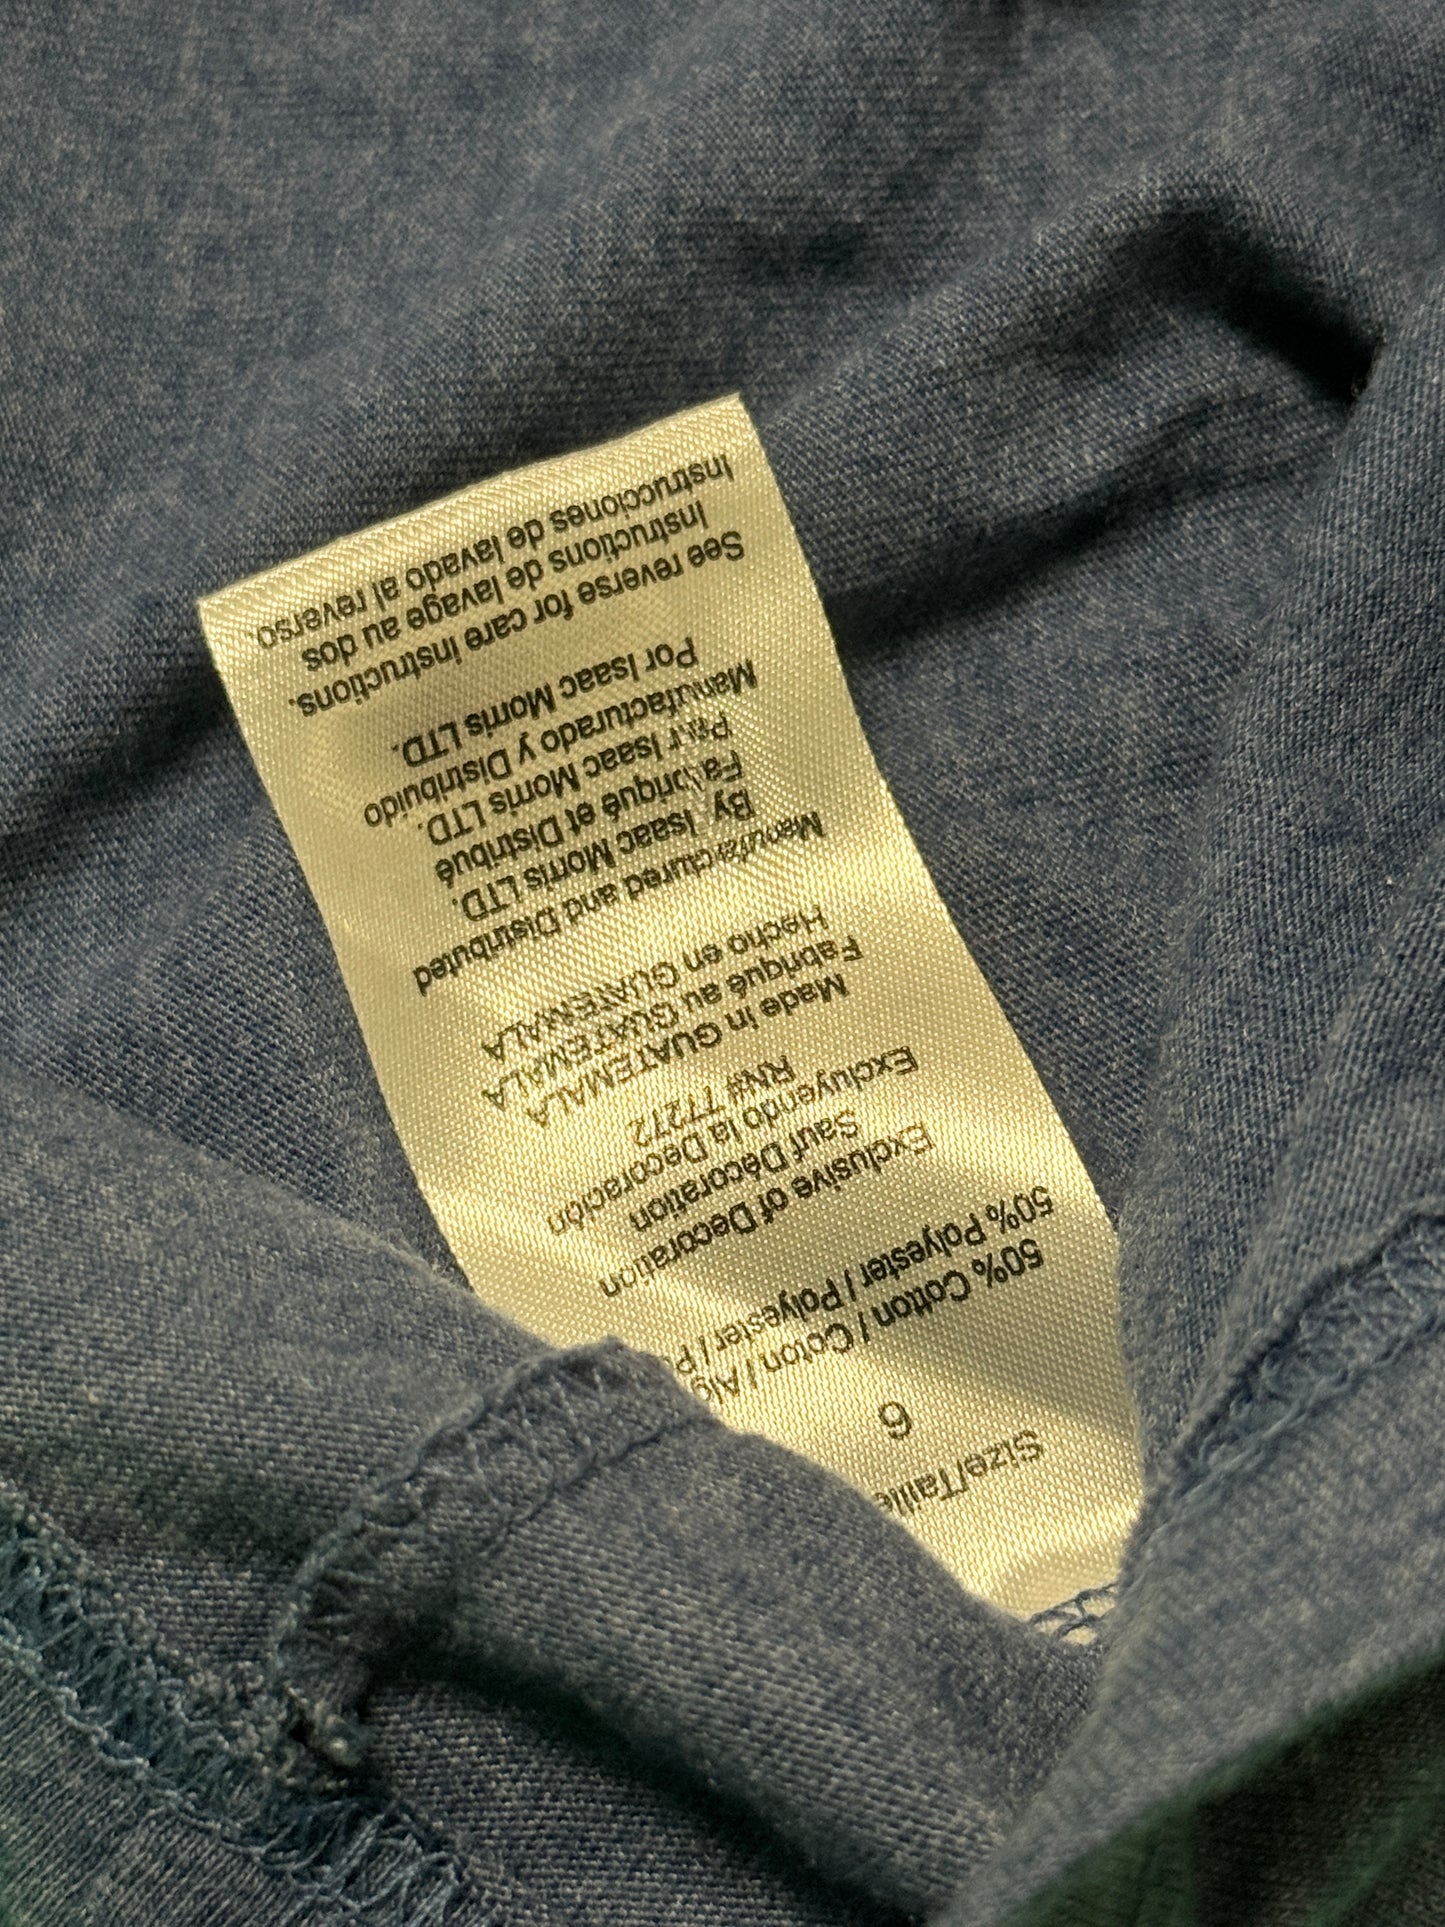 Size/Taille
6
50% Cotton / Coton / Alg
50% Polyester / Polyester / P
Exclusive of Decoration
Sauf Décoration
Excluyendo la Decoración
RN# 77272
Made in GUATEMALA
Fabriqué au GUATEMALA
Hecho en GUATEMALA
Manufactured and Distributed
By. Isaac Morris LTD.
Fabriqué et Distribué
Par Isaac Morris LTD.
Manufacturado y Distribuido
Por Isaac Morris LTD.
See reverse for care instructions.
Instructions de lavage au dos
Instrucciones de lavado al reverso.